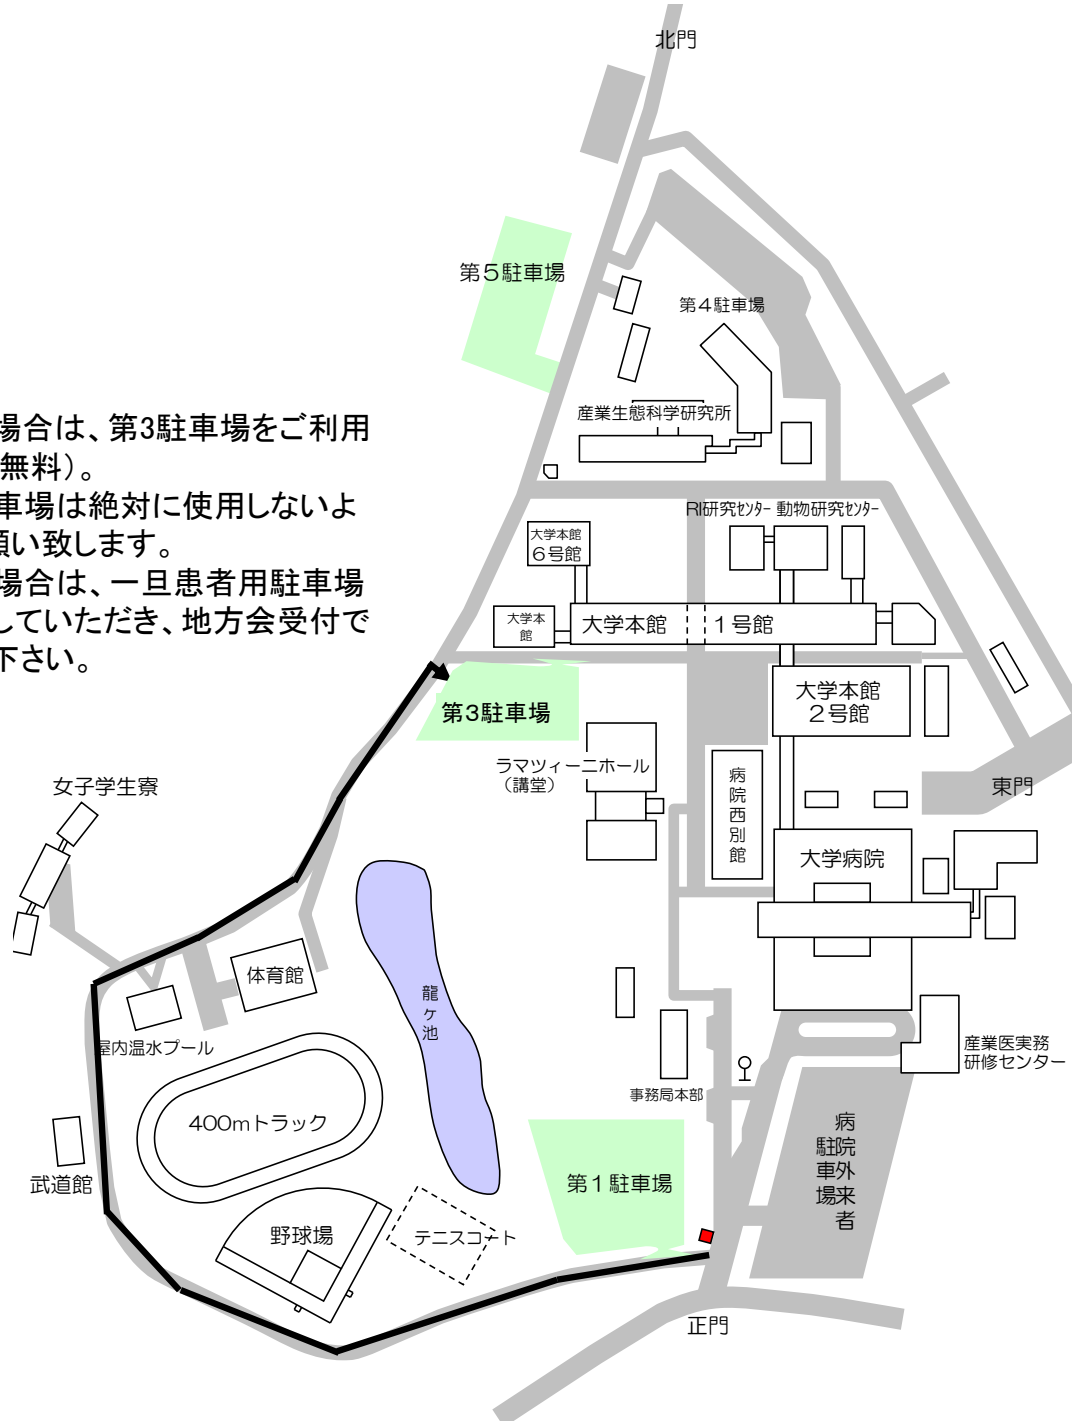 北門
第５駐車場
第４駐車場
場合は、第3駐車場をご利用
無料）。
車場は絶対に使用しないよ
願い致します。
場合は、一旦患者用駐車場
していただき、地方会受付で
下さい。
産業生態科学研究所
RI研究ｾﾝﾀｰ 動物研究ｾﾝﾀｰ
大学本館
６号館
大学本
館
大学本館
１号館
第3駐車場
大学本館
２号館
ラマツィーニホール
（講堂）
病院西別館
東門
女子学生寮
大学病院
体育館
龍ヶ池
屋内温水プール
産業医実務
研修センター
事務局本部
400mトラック
病院外来者
駐車場
武道館
第１駐車場
野球場
テニスコート
正門